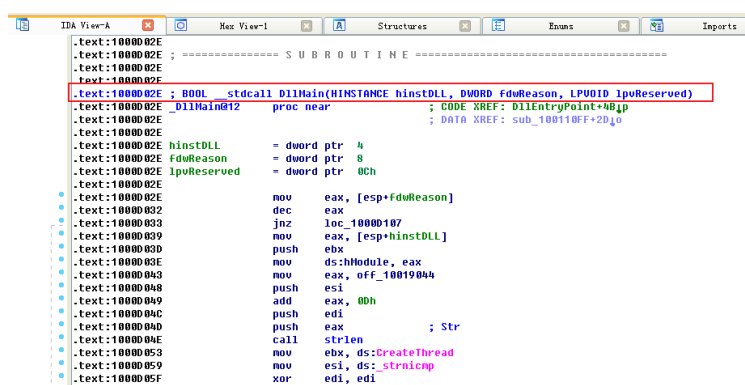 IDA View-A Hex View-1 Structures Enums Imports
.text:1000D02E
.text:1000D02E ; =============== S U B R O U T I N E =======================================
.text:1000D02E
.text:1000D02E
.text:1000D02E ; BOOL __stdcall DllMain(HINSTANCE hinstDLL, DWORD fdwReason, LPVOID lpvReserved)
.text:1000D02E _DllMain@12 proc near ; CODE XREF: DllEntryPoint+4B↓p
.text:1000D02E ; DATA XREF: sub_100110FF+2D↓o
.text:1000D02E
.text:1000D02E hinstDLL = dword ptr 4
.text:1000D02E fdwReason = dword ptr 8
.text:1000D02E lpvReserved = dword ptr 0Ch
.text:1000D02E
.text:1000D02E mov eax, [esp+fdwReason]
.text:1000D032 dec eax
.text:1000D033 jnz loc_1000D107
.text:1000D039 mov eax, [esp+hinstDLL]
.text:1000D03D push ebx
.text:1000D03E mov ds:hModule, eax
.text:1000D043 mov eax, off_10019044
.text:1000D048 push esi
.text:1000D049 add eax, 0Dh
.text:1000D04C push edi
.text:1000D04D push eax ; Str
.text:1000D04E call strlen
.text:1000D053 mov ebx, ds:CreateThread
.text:1000D059 mov esi, ds:_strnicmp
.text:1000D05F xor edi, edi